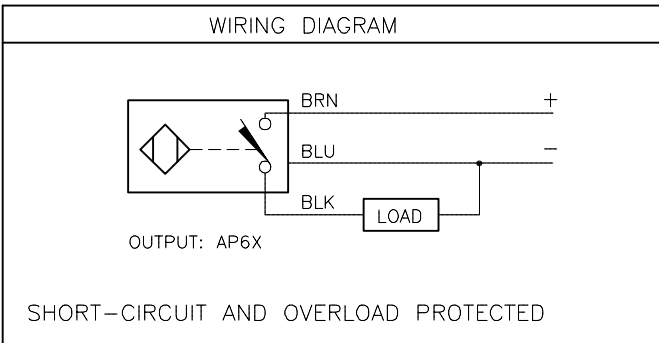 WIRING DIAGRAM
BRN
+
BLU
−
BLK
LOAD
OUTPUT: AP6X
SHORT-CIRCUIT AND OVERLOAD PROTECTED